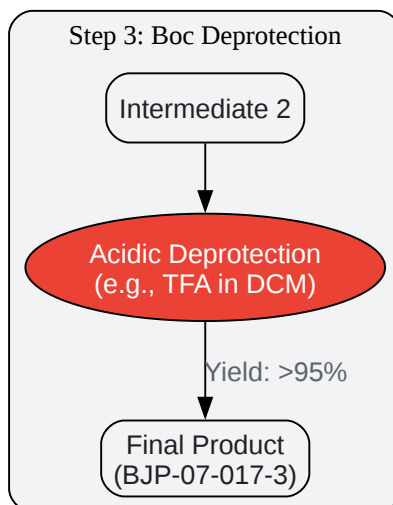 Step 3: Boc Deprotection
Intermediate 2
Acidic Deprotection
(e.g., TFA in DCM)
Yield: >95%
Final Product
(BJP-07-017-3)